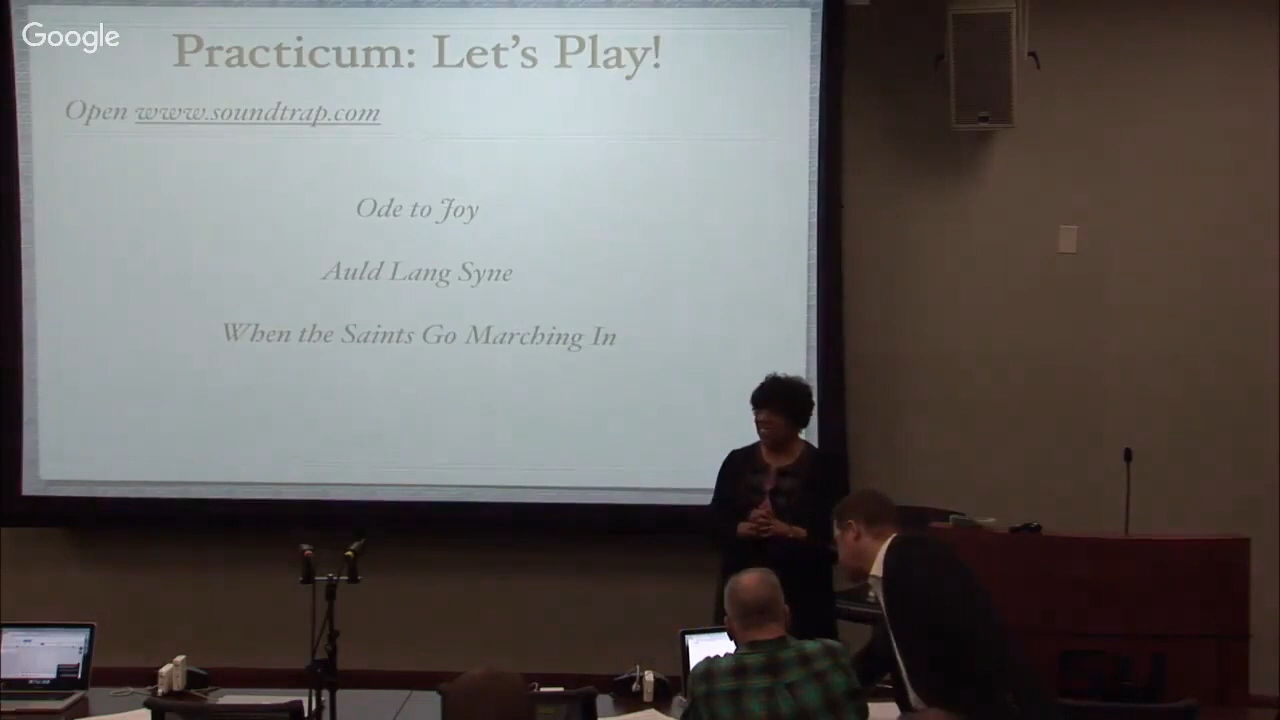 Google
Practicum: Let's Play!
Open www.soundtrap.com
Ode to Joy
Auld Lang Syne
When the Saints Go Marching In